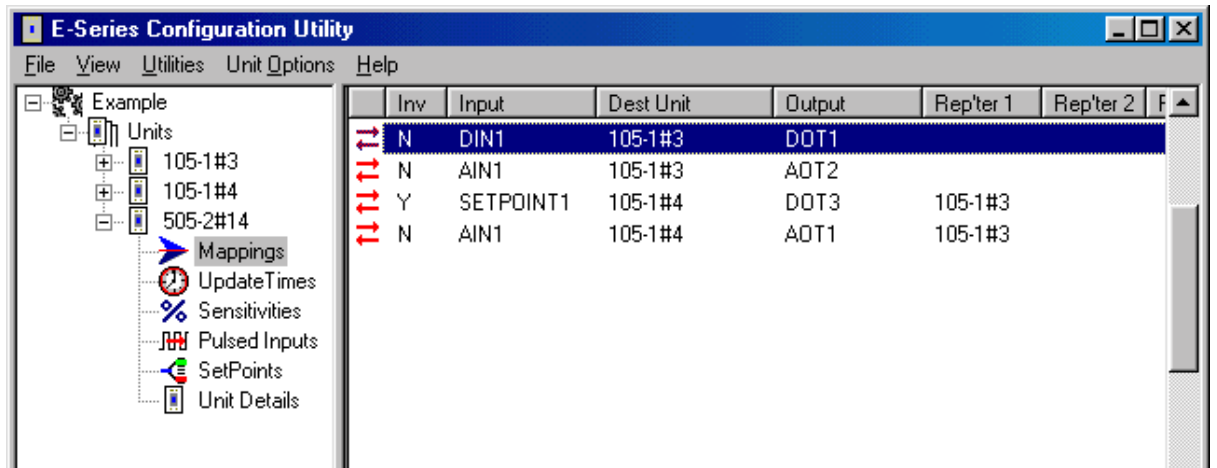 E-Series Configuration Utility
File View Utilities Unit Options Help
Example
Units
105-1#3
105-1#4
505-2#14
Mappings
UpdateTimes
Sensitivities
Pulsed Inputs
SetPoints
Unit Details
Inv Input Dest Unit Output Rep'ter 1 Rep'ter 2
N DIN1 105-1#3 DOT1
N AIN1 105-1#3 AOT2
Y SETPOINT1 105-1#4 DOT3 105-1#3
N AIN1 105-1#4 AOT1 105-1#3